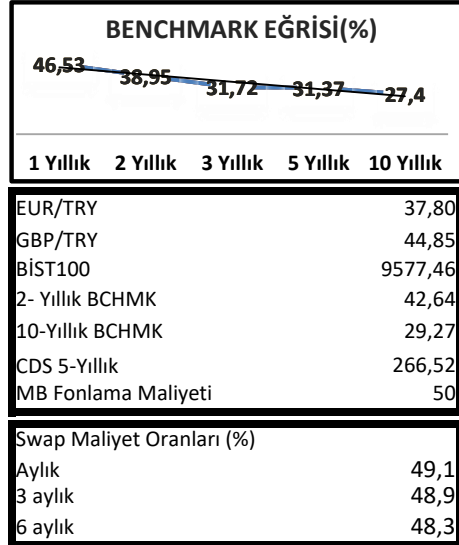 BENCHMARK EĞRİSİ(%)
46,53 38,95 31,72 31,37 27,4
1 Yıllık 2 Yıllık 3 Yıllık 5 Yıllık 10 Yıllık
EUR/TRY 37,80
GBP/TRY 44,85
BİST100 9577,46
2- Yıllık BCHMK 42,64
10-Yıllık BCHMK 29,27
CDS 5-Yıllık 266,52
MB Fonlama Maliyeti 50
Swap Maliyet Oranları (%)
Aylık 49,1
3 aylık 48,9
6 aylık 48,3